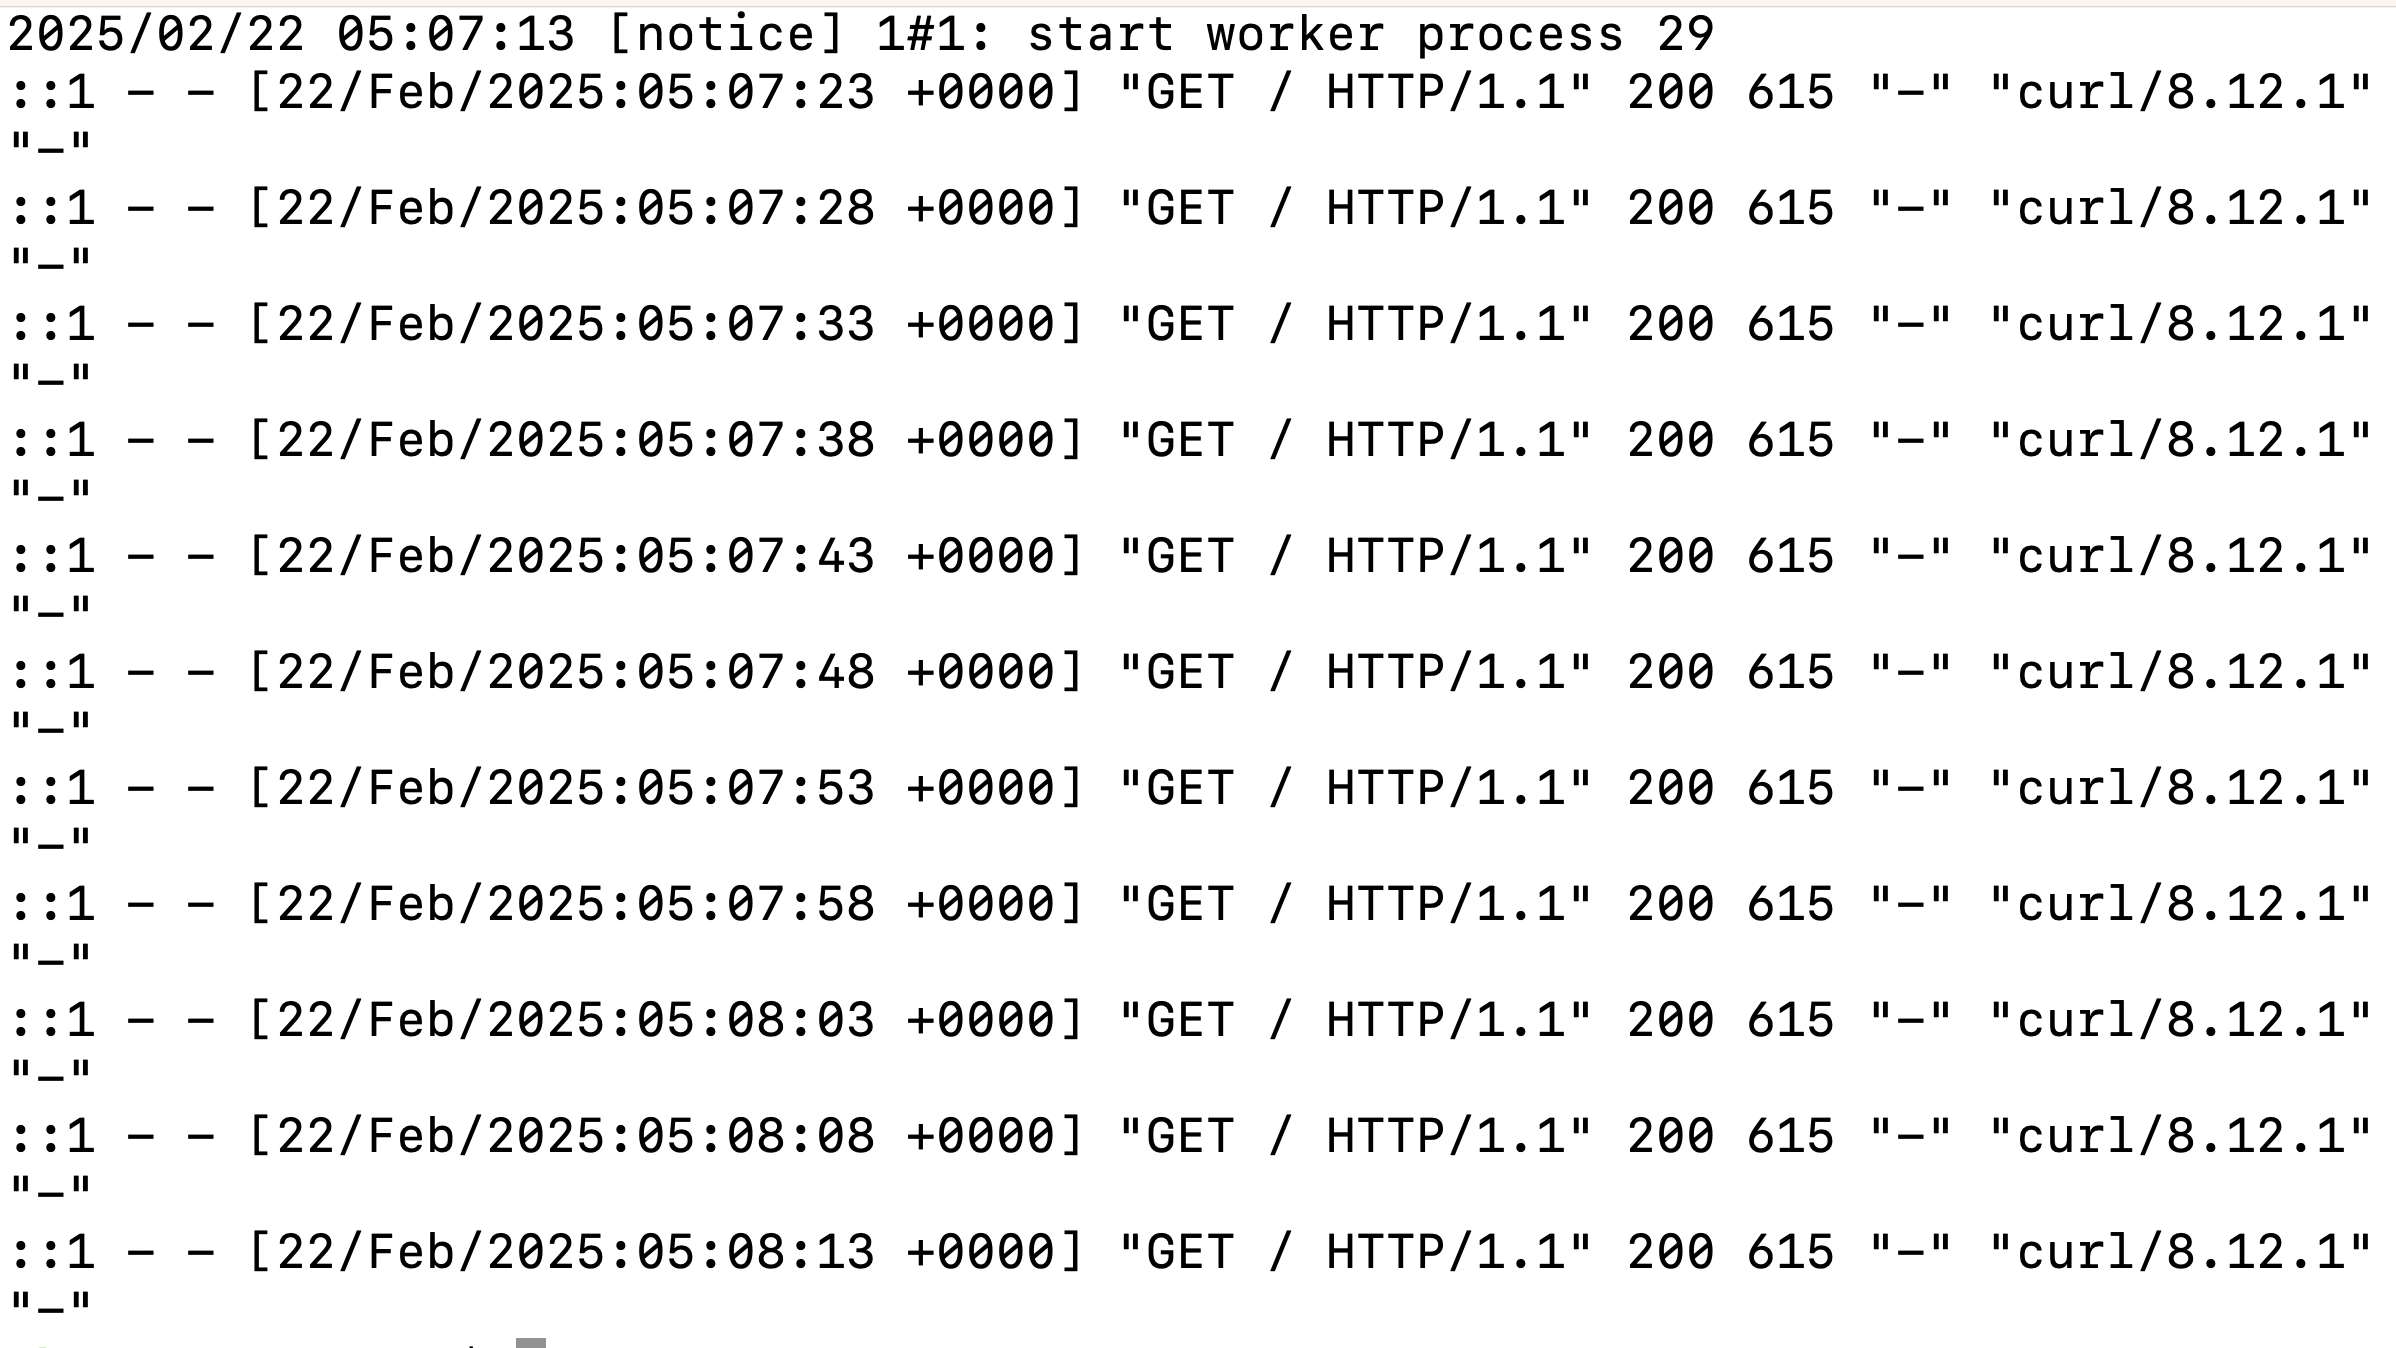 2025/02/22 05:07:13 [notice] 1#1: start worker process 29
::1 - - [22/Feb/2025:05:07:23 +0000] "GET / HTTP/1.1" 200 615 "-" "curl/8.12.1"
"-"
::1 - - [22/Feb/2025:05:07:28 +0000] "GET / HTTP/1.1" 200 615 "-" "curl/8.12.1"
"-"
::1 - - [22/Feb/2025:05:07:33 +0000] "GET / HTTP/1.1" 200 615 "-" "curl/8.12.1"
"-"
::1 - - [22/Feb/2025:05:07:38 +0000] "GET / HTTP/1.1" 200 615 "-" "curl/8.12.1"
"-"
::1 - - [22/Feb/2025:05:07:43 +0000] "GET / HTTP/1.1" 200 615 "-" "curl/8.12.1"
"-"
::1 - - [22/Feb/2025:05:07:48 +0000] "GET / HTTP/1.1" 200 615 "-" "curl/8.12.1"
"-"
::1 - - [22/Feb/2025:05:07:53 +0000] "GET / HTTP/1.1" 200 615 "-" "curl/8.12.1"
"-"
::1 - - [22/Feb/2025:05:07:58 +0000] "GET / HTTP/1.1" 200 615 "-" "curl/8.12.1"
"-"
::1 - - [22/Feb/2025:05:08:03 +0000] "GET / HTTP/1.1" 200 615 "-" "curl/8.12.1"
"-"
::1 - - [22/Feb/2025:05:08:08 +0000] "GET / HTTP/1.1" 200 615 "-" "curl/8.12.1"
"-"
::1 - - [22/Feb/2025:05:08:13 +0000] "GET / HTTP/1.1" 200 615 "-" "curl/8.12.1"
"-"